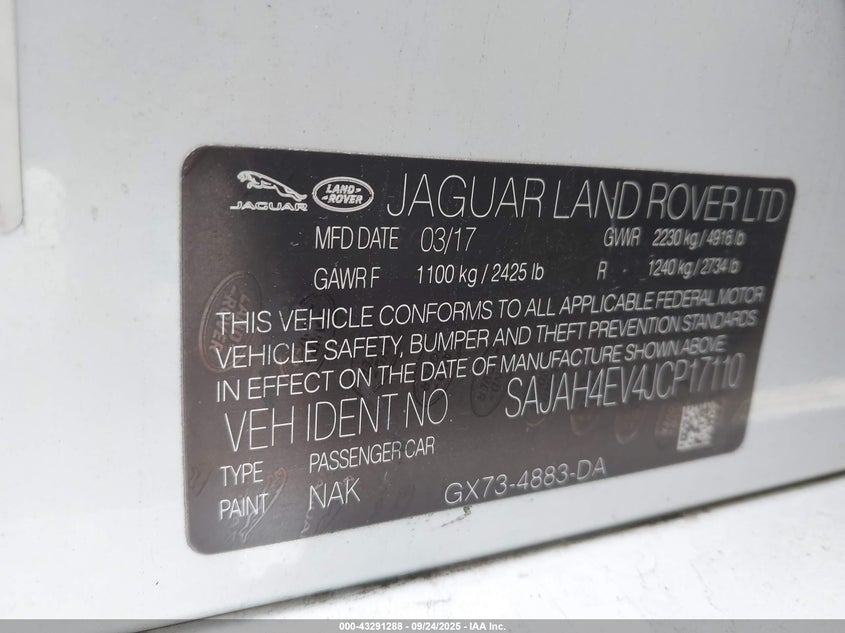 JAGUAR
LAND ROVER
JAGUAR LAND ROVER LTD
MFD DATE 03/17 GVWR 2230 kg / 4916 lb
GAWR F 1100 kg / 2425 lb R 1240 kg / 2734 lb
THIS VEHICLE CONFORMS TO ALL APPLICABLE FEDERAL MOTOR
VEHICLE SAFETY, BUMPER AND THEFT PREVENTION STANDARDS
IN EFFECT ON THE DATE OF MANUFACTURE SHOWN ABOVE.
VEH IDENT NO. SAJAH4EV4JCP17110
TYPE PASSENGER CAR
PAINT NAK GX73-4883-DA
000-43291288 - 09/24/2025 - IAA Inc.